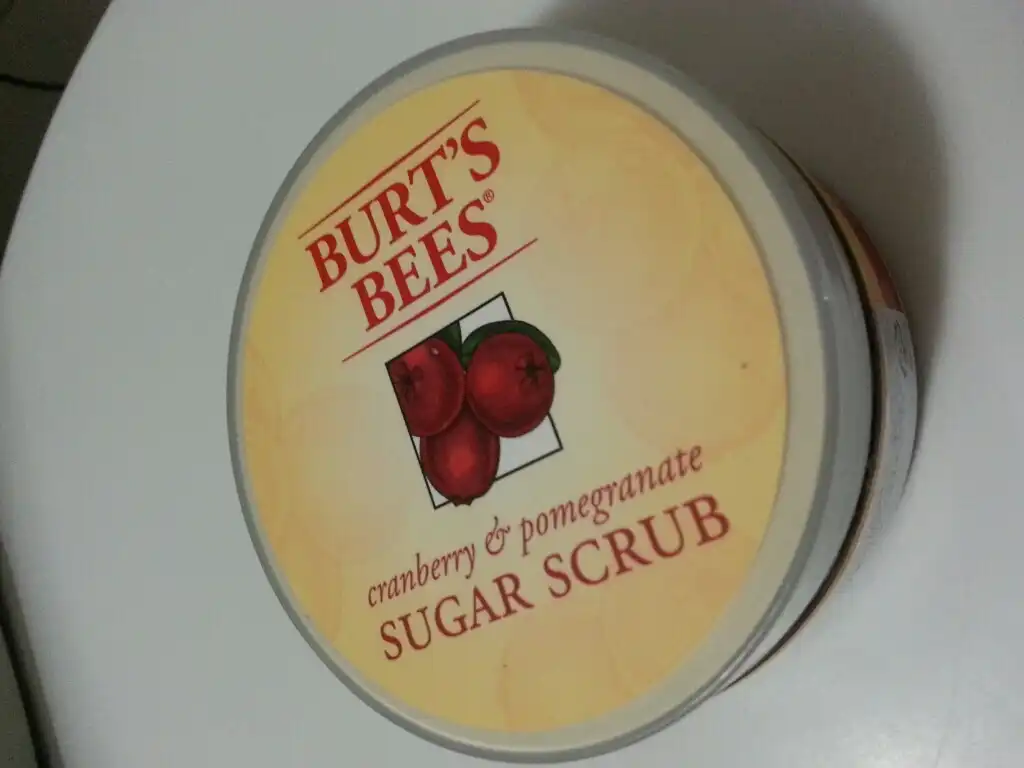 BURT'S
BEES®
cranberry & pomegranate
SUGAR SCRUB